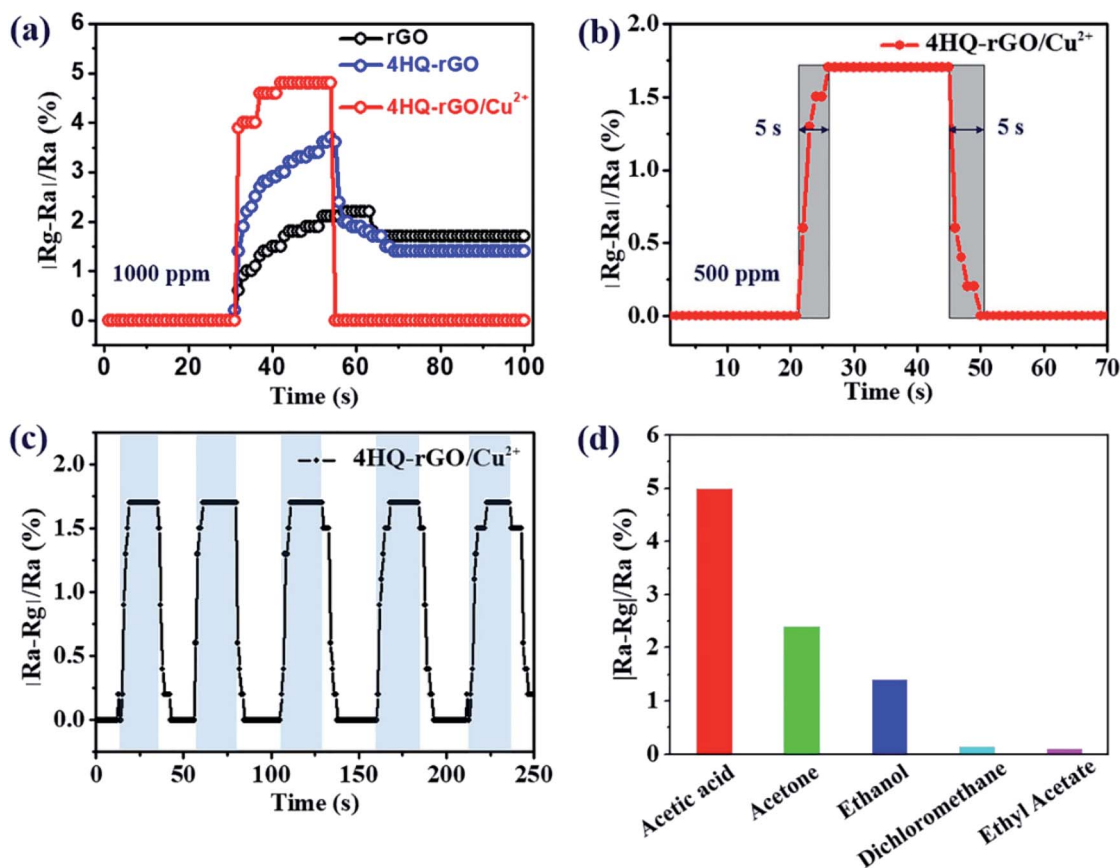 (a)
rGO
4HQ-rGO
4HQ-rGO/Cu²⁺
1000 ppm
|Rg-Ra|/Ra (%)
6
5
4
3
2
1
0
0 20 40 60 80 100
Time (s)
(b)
4HQ-rGO/Cu²⁺
5 s
5 s
500 ppm
|Rg-Ra|/Ra (%)
2.0
1.5
1.0
0.5
0.0
10 20 30 40 50 60 70
Time (s)
(c)
4HQ-rGO/Cu²⁺
|Ra-Rg|/Ra (%)
2.0
1.5
1.0
0.5
0.0
0 50 100 150 200 250
Time (s)
(d)
|Ra-Rg|/Ra (%)
6
5
4
3
2
1
0
Acetic acid
Acetone
Ethanol
Dichloromethane
Ethyl Acetate